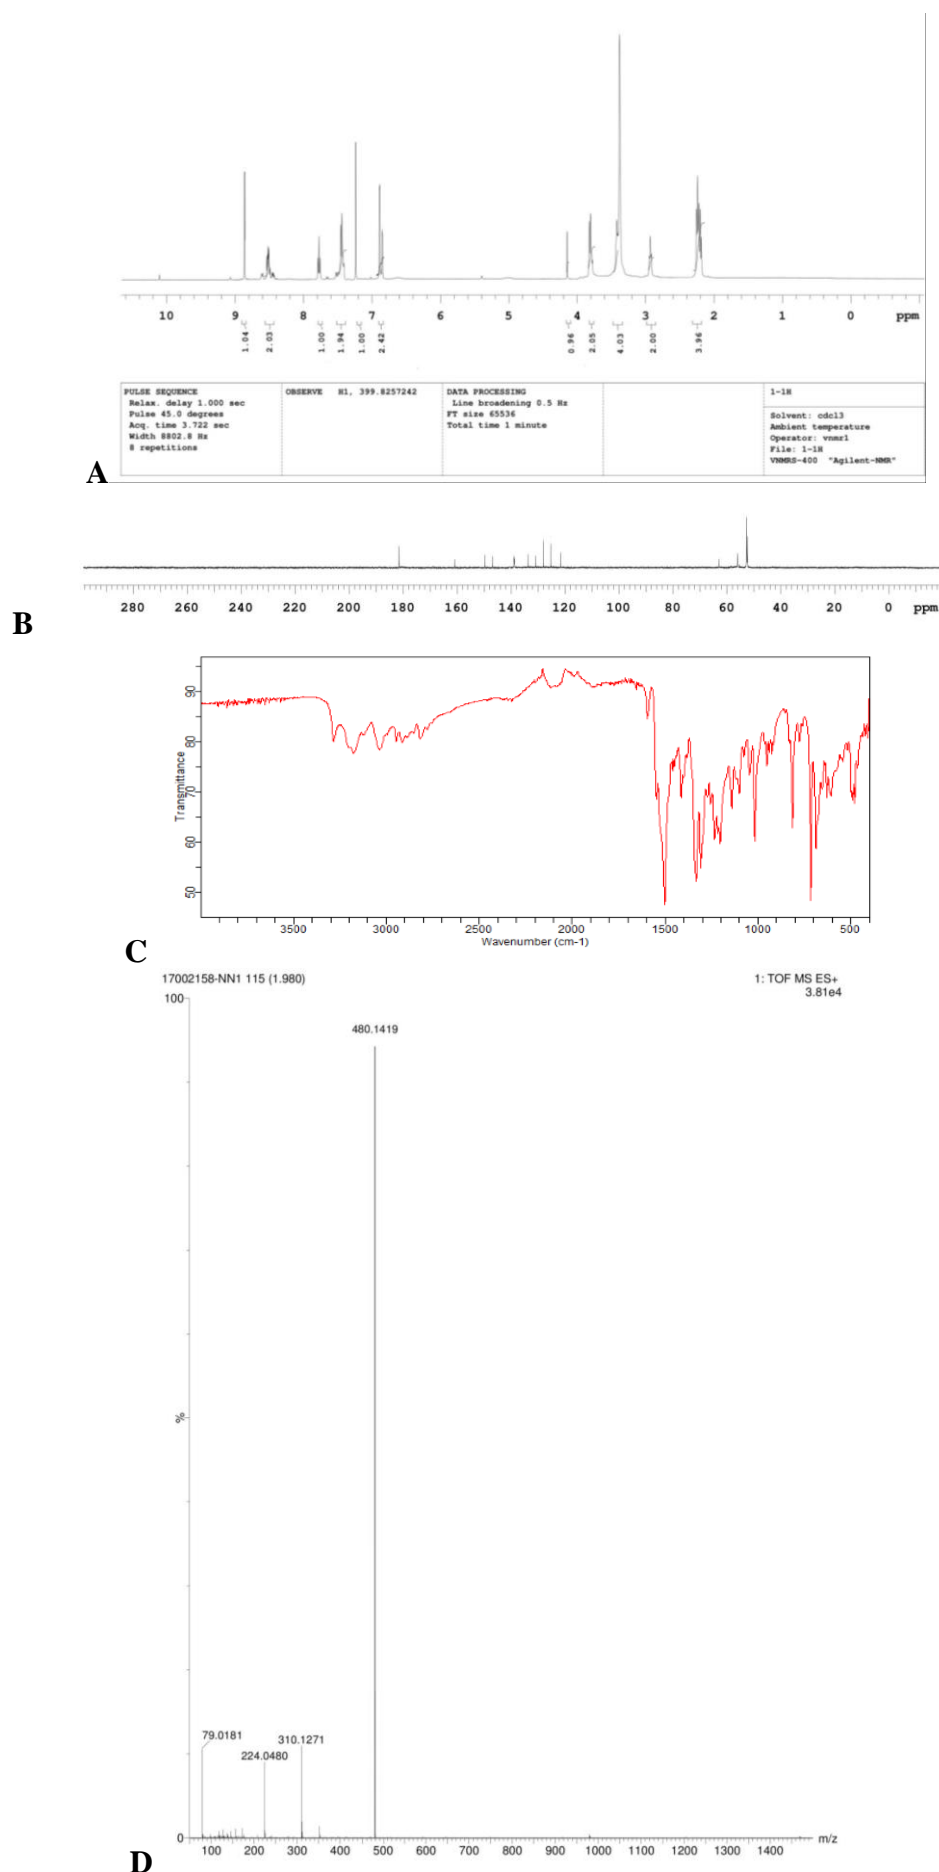 10 9 8 7 6 5 4 3 2 1 0 ppm
1.04 2.03 1.00 1.94 1.00 2.42 0.96 2.05 4.03 2.00 3.96
PULSE SEQUENCE
Relax. delay 1.000 sec
Pulse 45.0 degrees
Acq. time 3.722 sec
Width 8802.8 Hz
8 repetitions
OBSERVE H1, 399.8257242
DATA PROCESSING
Line broadening 0.5 Hz
FT size 65536
Total time 1 minute
1-1H
Solvent: cdcl3
Ambient temperature
Operator: vnmr1
File: 1-1H
VNMRS-400 "Agilent-NMR"
A
280 260 240 220 200 180 160 140 120 100 80 60 40 20 0 ppm
B
Transmittance
90
80
70
60
50
3500 3000 2500 2000 1500 1000 500
Wavenumber (cm-1)
C
17002158-NN1 115 (1.980)
1: TOF MS ES+
3.81e4
100
480.1419
%
79.0181
310.1271
224.0480
0
100 200 300 400 500 600 700 800 900 1000 1100 1200 1300 1400
m/z
D